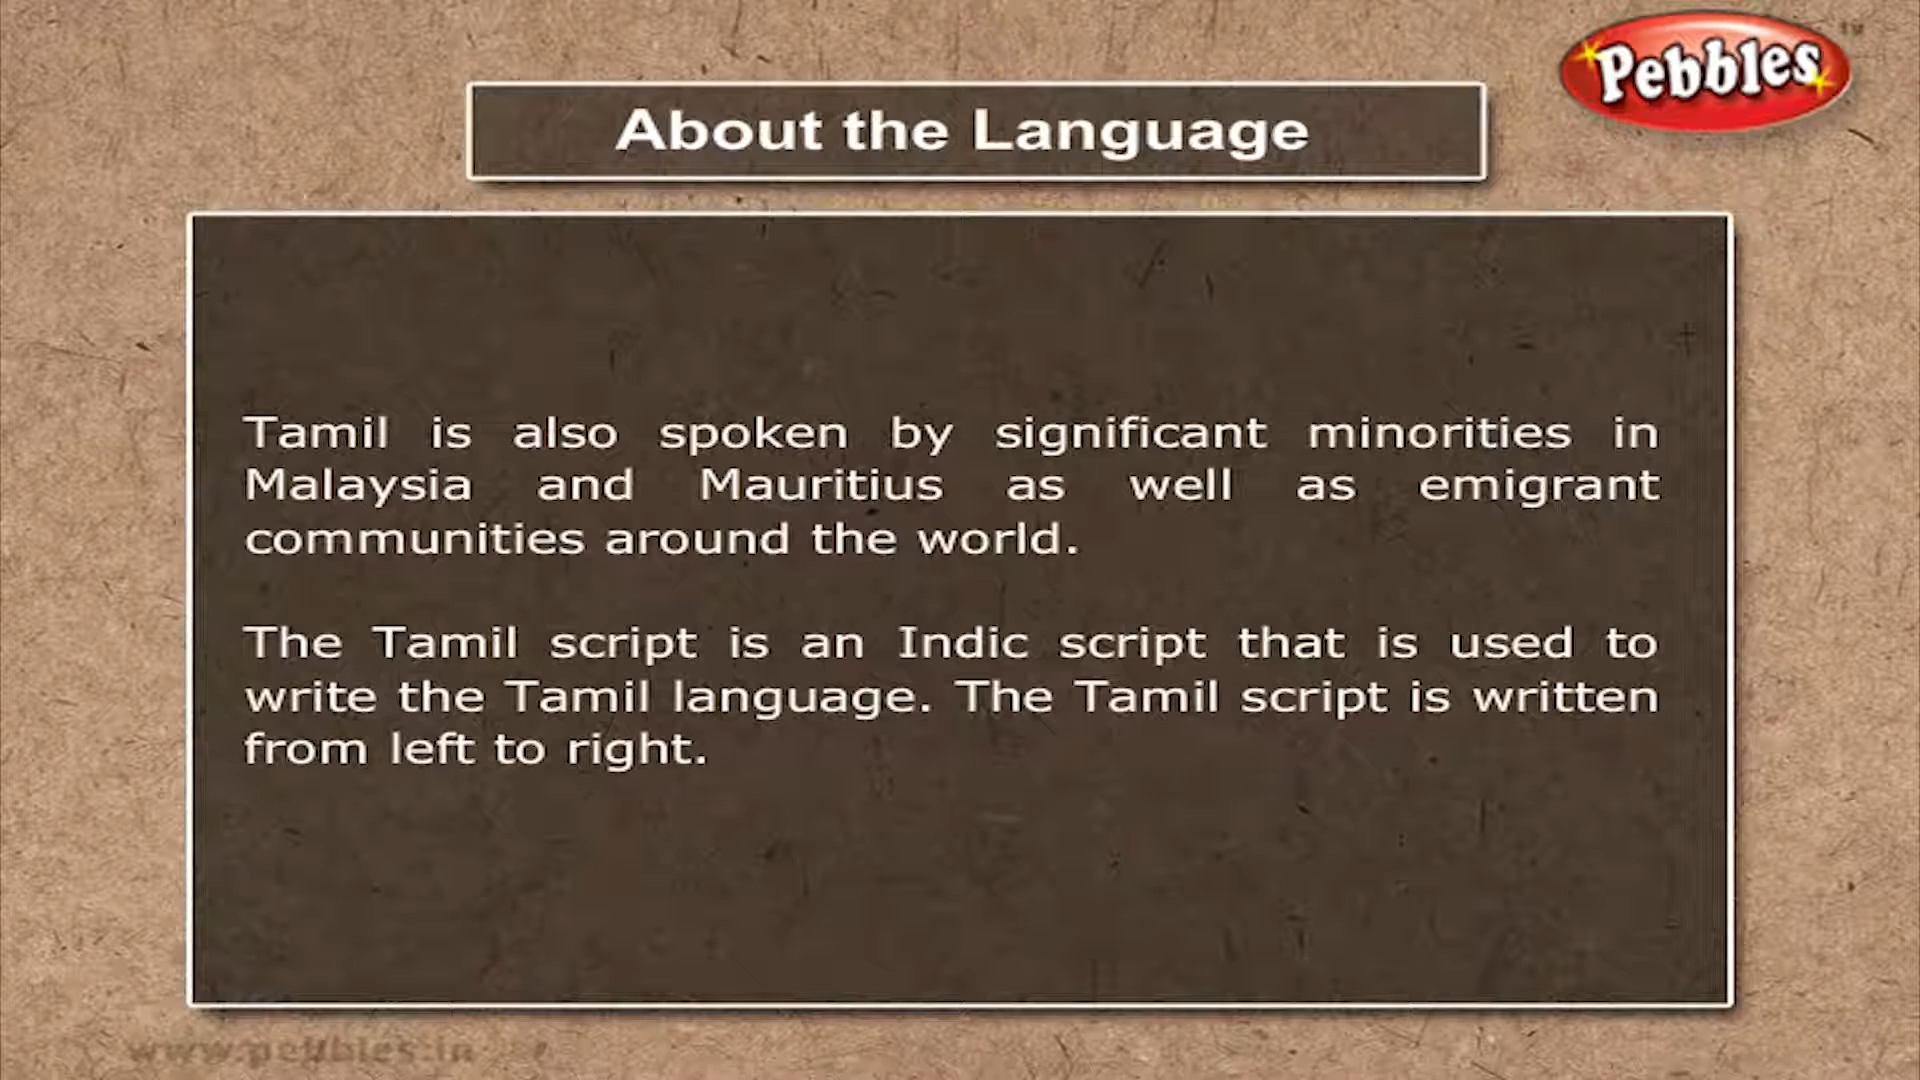 Pebbles
About the Language
Tamil is also spoken by significant minorities in
Malaysia and Mauritius as well as emigrant
communities around the world.
The Tamil script is an Indic script that is used to
write the Tamil language. The Tamil script is written
from left to right.
www.pebbles.in